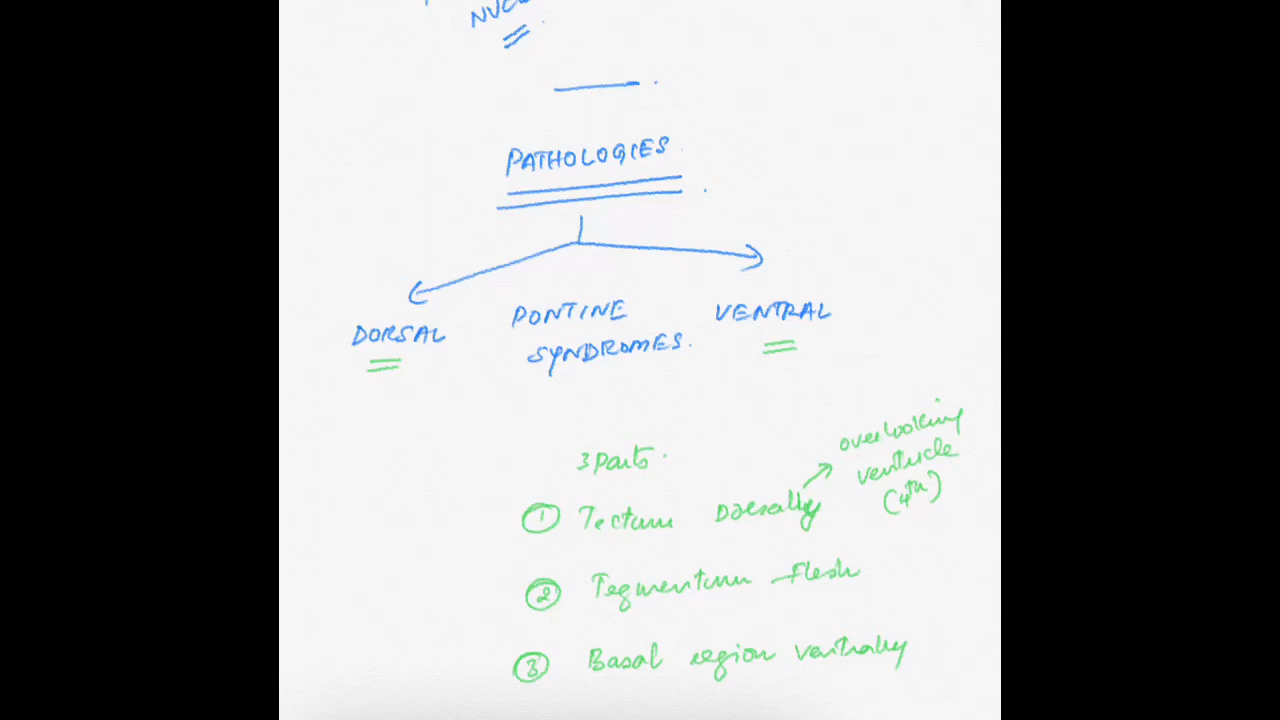 PATHOLOGIES
DORSAL
PONTINE
SYNDROMES.
VENTRAL
3 Parts.
① Tectum Dorsally
overlooking
ventricle
(4th)
② Tegmentum - flesh
③ Basal region ventrally